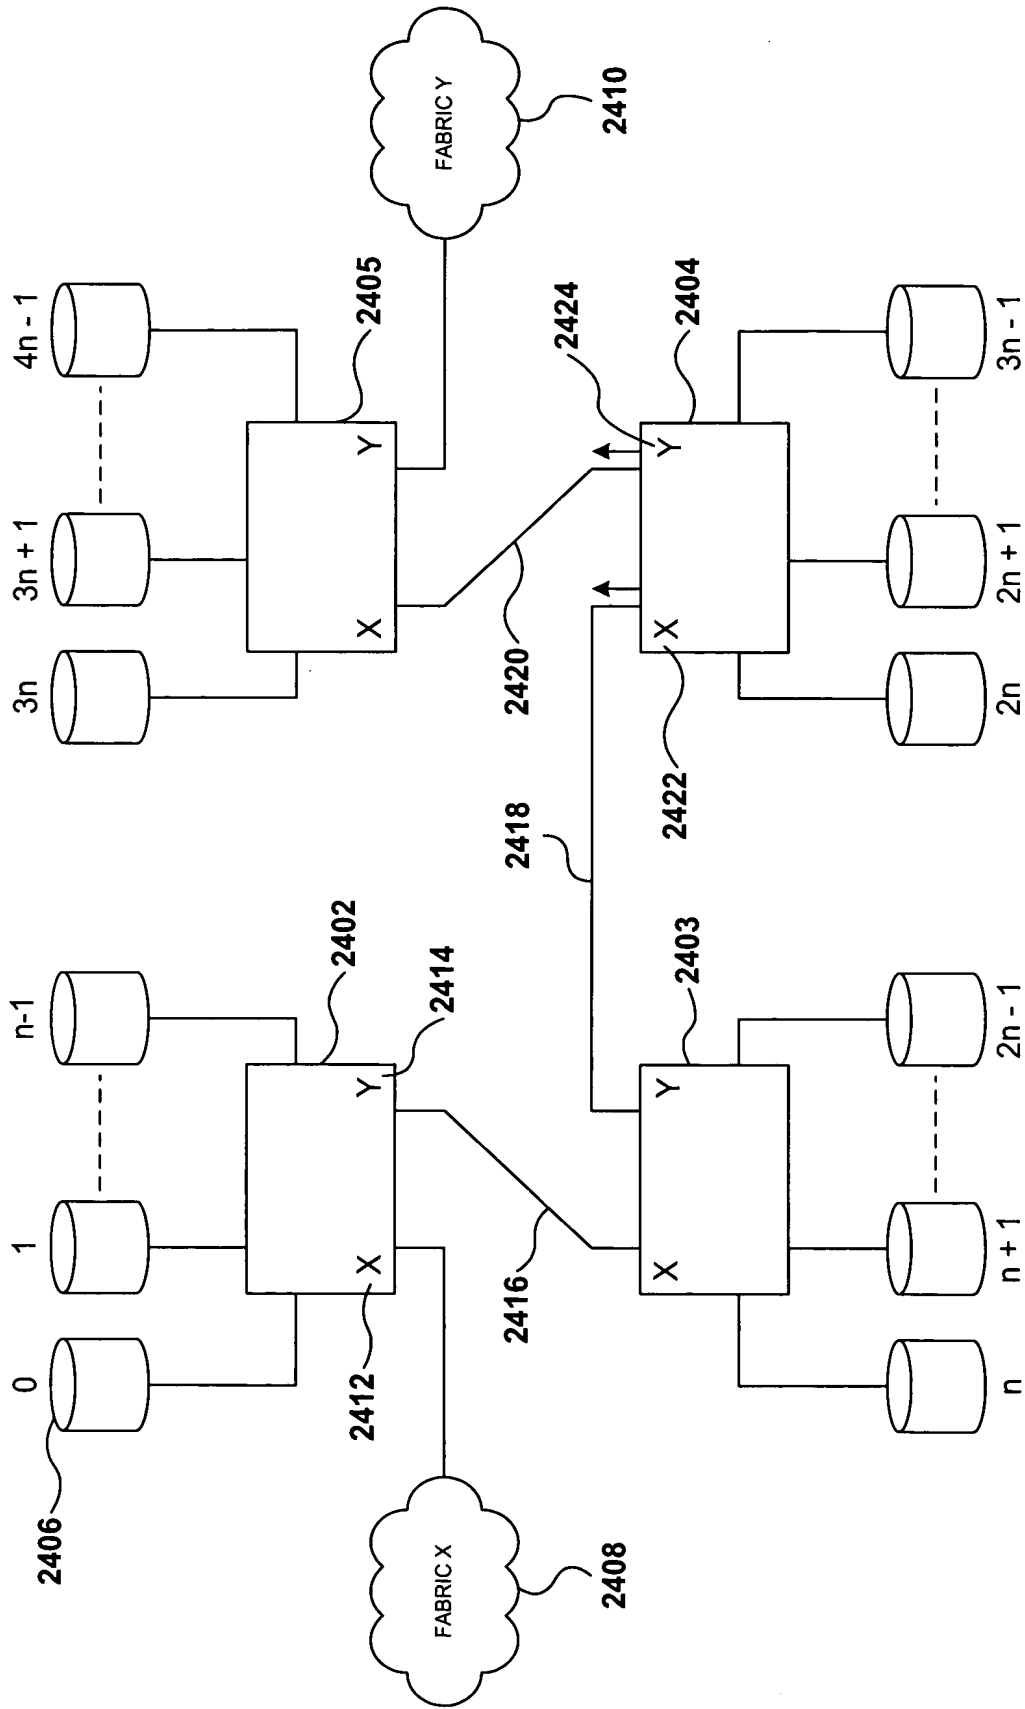 0
1
n-1
3n
3n + 1
4n - 1
2406
2402
2405
X
Y
X
Y
2412
2414
FABRIC X
FABRIC Y
2408
2410
2416
2418
2420
2424
X
Y
X
Y
2403
2422
2404
n
n + 1
2n - 1
2n
2n + 1
3n - 1